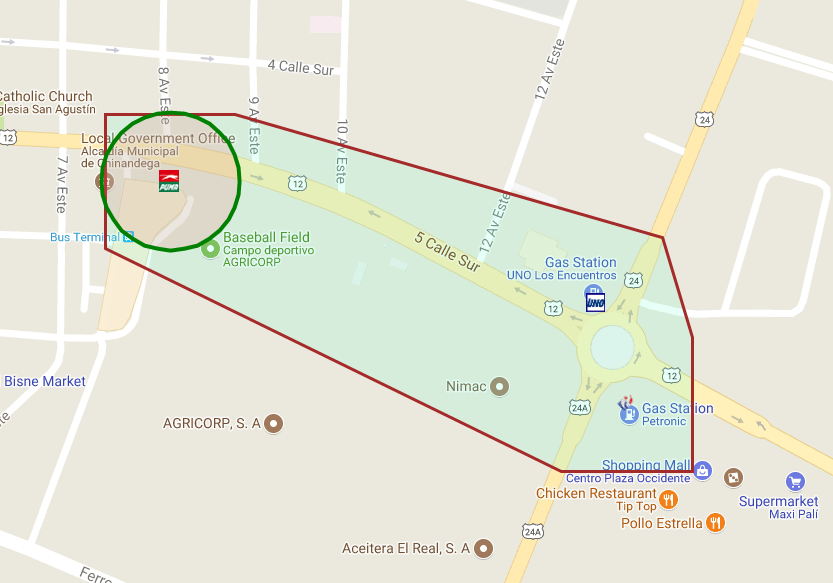 4 Calle Sur
12 Av Este
8 Av Este
Catholic Church
glesia San Agustín
9 Av Este
24
12
Local Government Office
Alcaldía Municipal
de Chinandega
10 Av Este
7 Av Este
PUMA
12
12 Av Este
Bus Terminal
Baseball Field
Campo deportivo
AGRICORP
5 Calle Sur
Gas Station
UNO Los Encuentros
24
UNO
12
12
Bisne Market
Nimac
24A
Gas Station
Petronic
AGRICORP, S. A
Shopping Mall
Centro Plaza Occidente
Chicken Restaurant
Tip Top
Supermarket
Maxi Palí
Pollo Estrella
24A
Aceitera El Real, S. A
Ferro